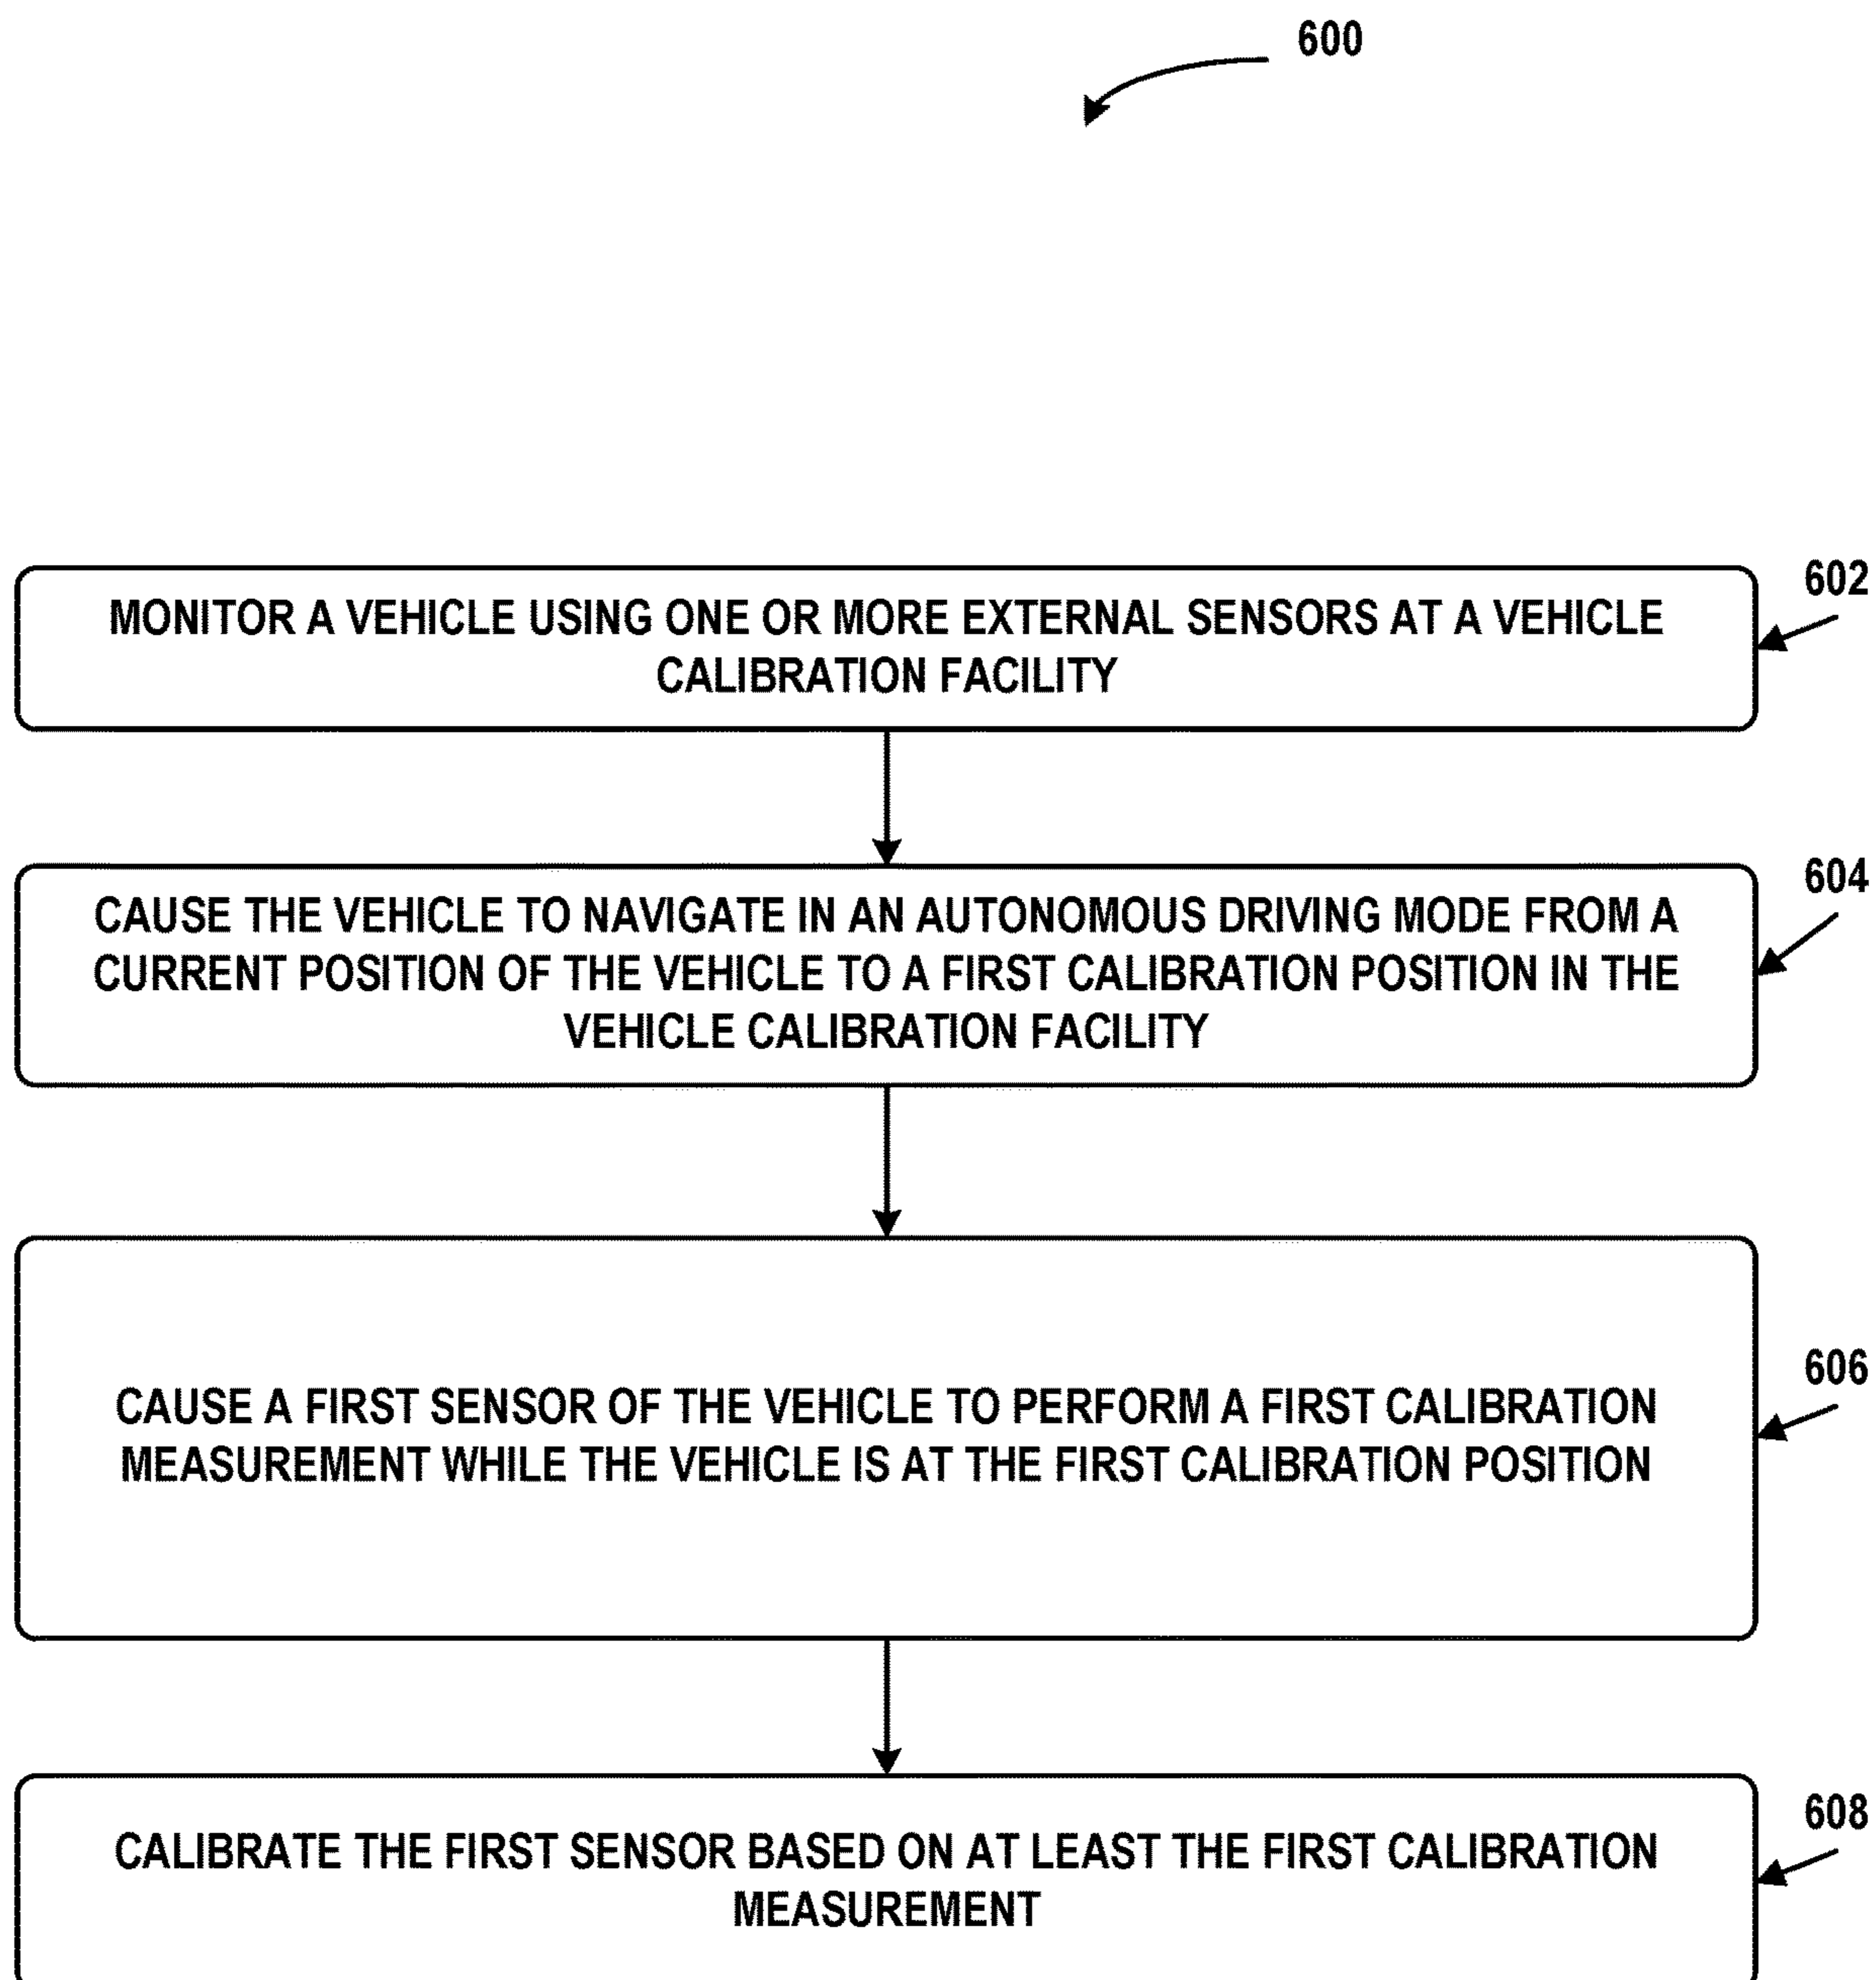 600
MONITOR A VEHICLE USING ONE OR MORE EXTERNAL SENSORS AT A VEHICLE
CALIBRATION FACILITY
602
CAUSE THE VEHICLE TO NAVIGATE IN AN AUTONOMOUS DRIVING MODE FROM A
CURRENT POSITION OF THE VEHICLE TO A FIRST CALIBRATION POSITION IN THE
VEHICLE CALIBRATION FACILITY
604
CAUSE A FIRST SENSOR OF THE VEHICLE TO PERFORM A FIRST CALIBRATION
MEASUREMENT WHILE THE VEHICLE IS AT THE FIRST CALIBRATION POSITION
606
CALIBRATE THE FIRST SENSOR BASED ON AT LEAST THE FIRST CALIBRATION
MEASUREMENT
608